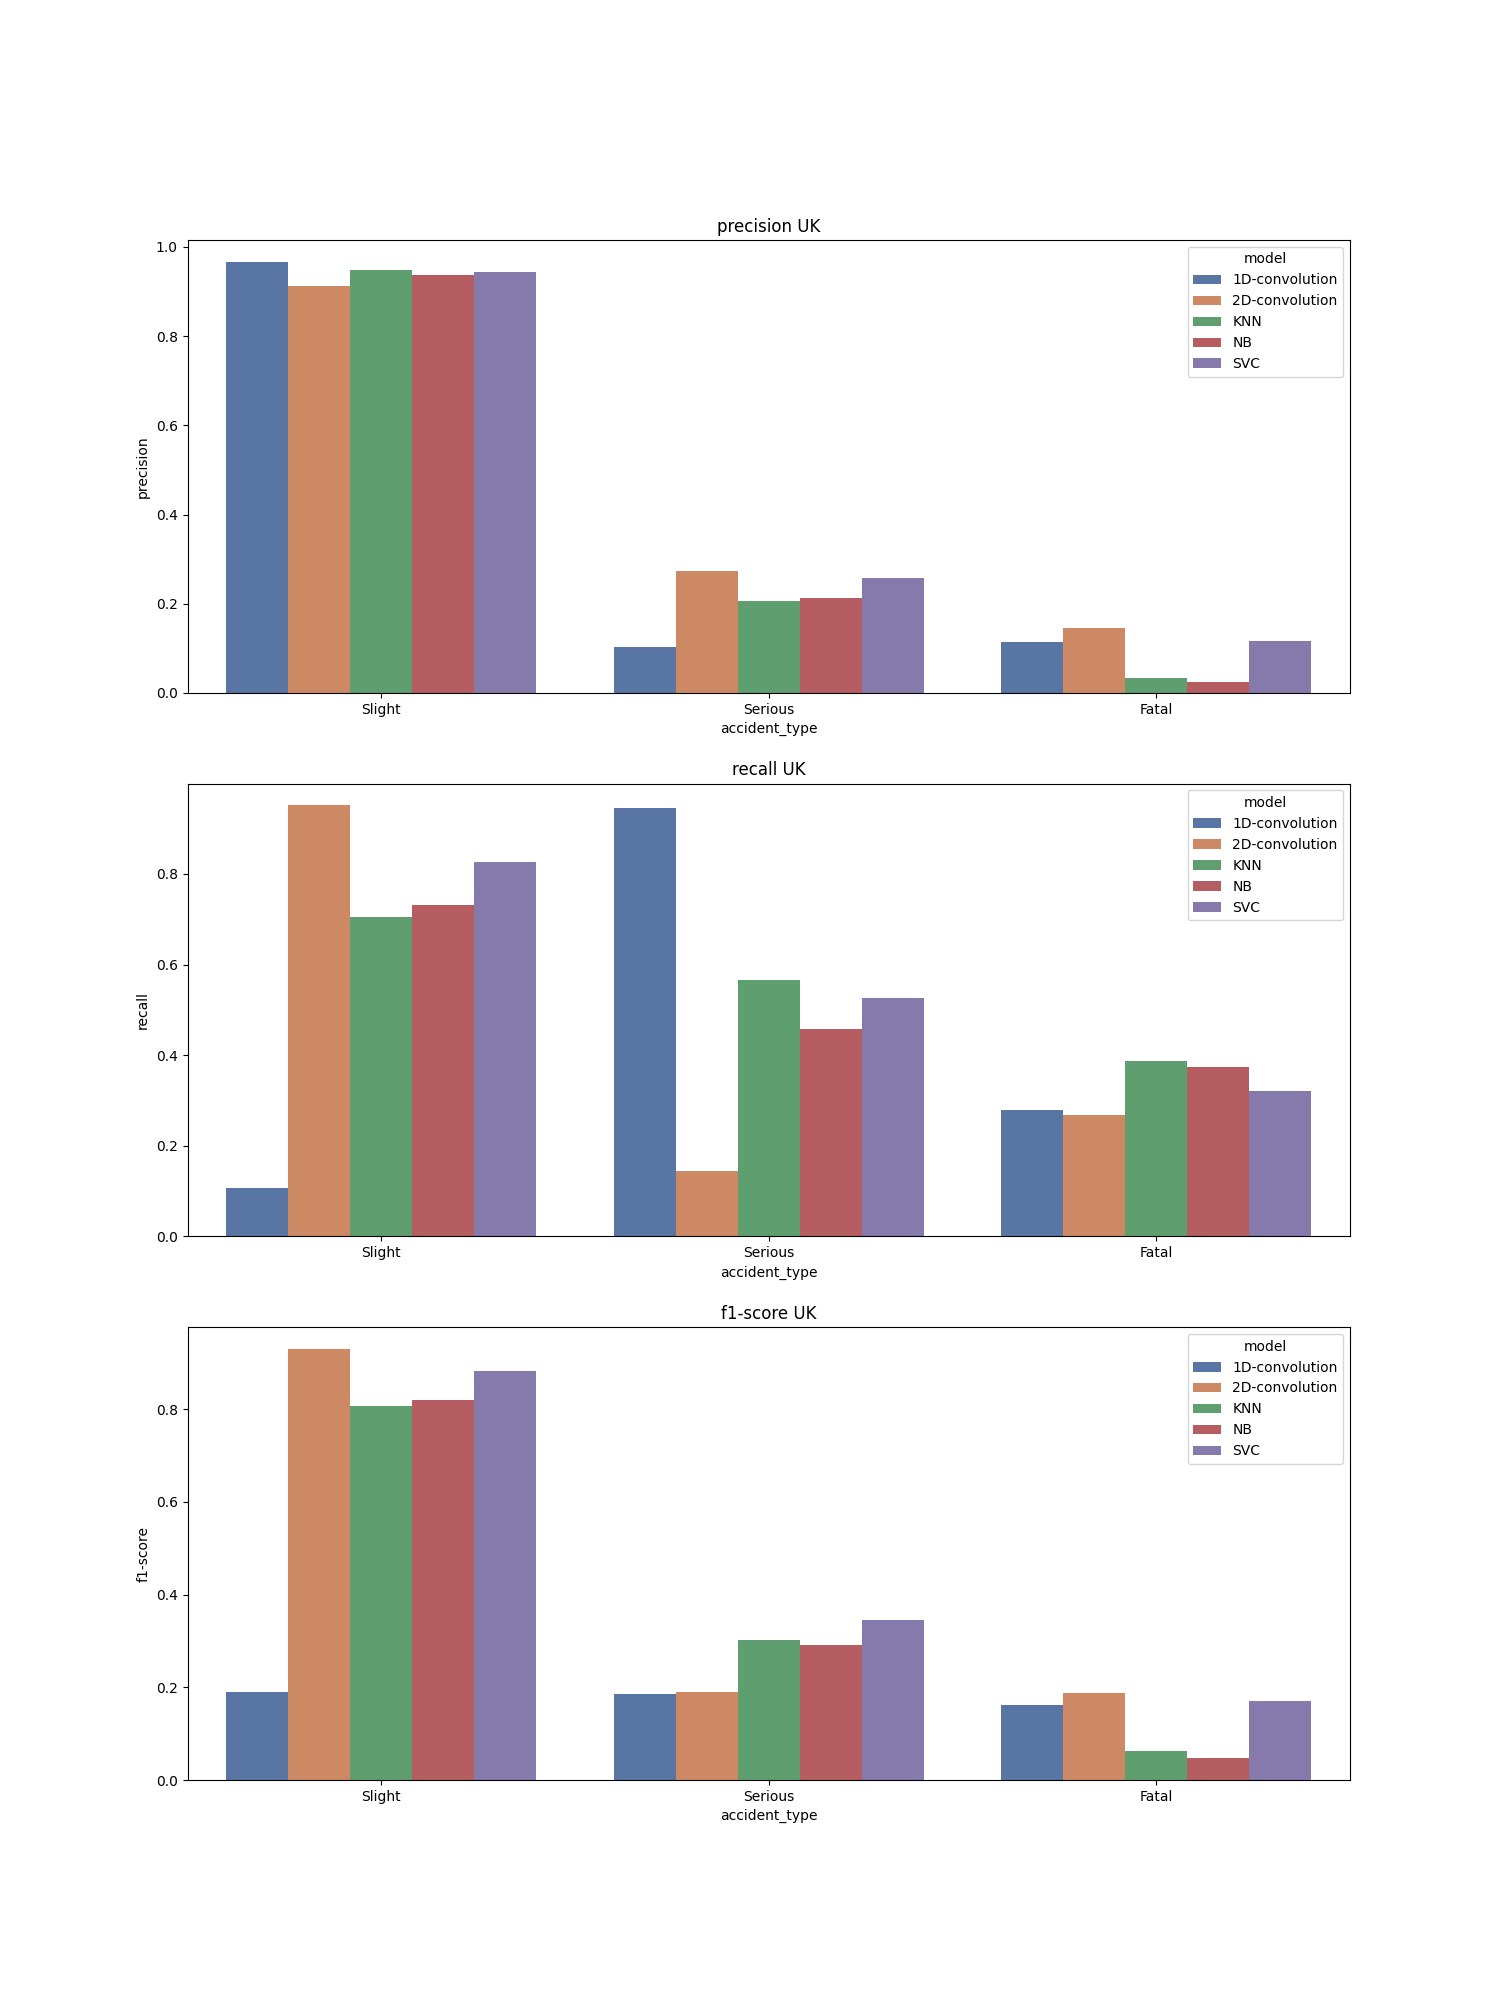 precision UK
model
1D-convolution
2D-convolution
KNN
NB
SVC
1.0
0.8
0.6
0.4
0.2
0.0
precision
Slight Serious Fatal
accident_type
recall UK
model
1D-convolution
2D-convolution
KNN
NB
SVC
0.8
0.6
0.4
0.2
0.0
recall
Slight Serious Fatal
accident_type
f1-score UK
model
1D-convolution
2D-convolution
KNN
NB
SVC
0.8
0.6
0.4
0.2
0.0
f1-score
Slight Serious Fatal
accident_type